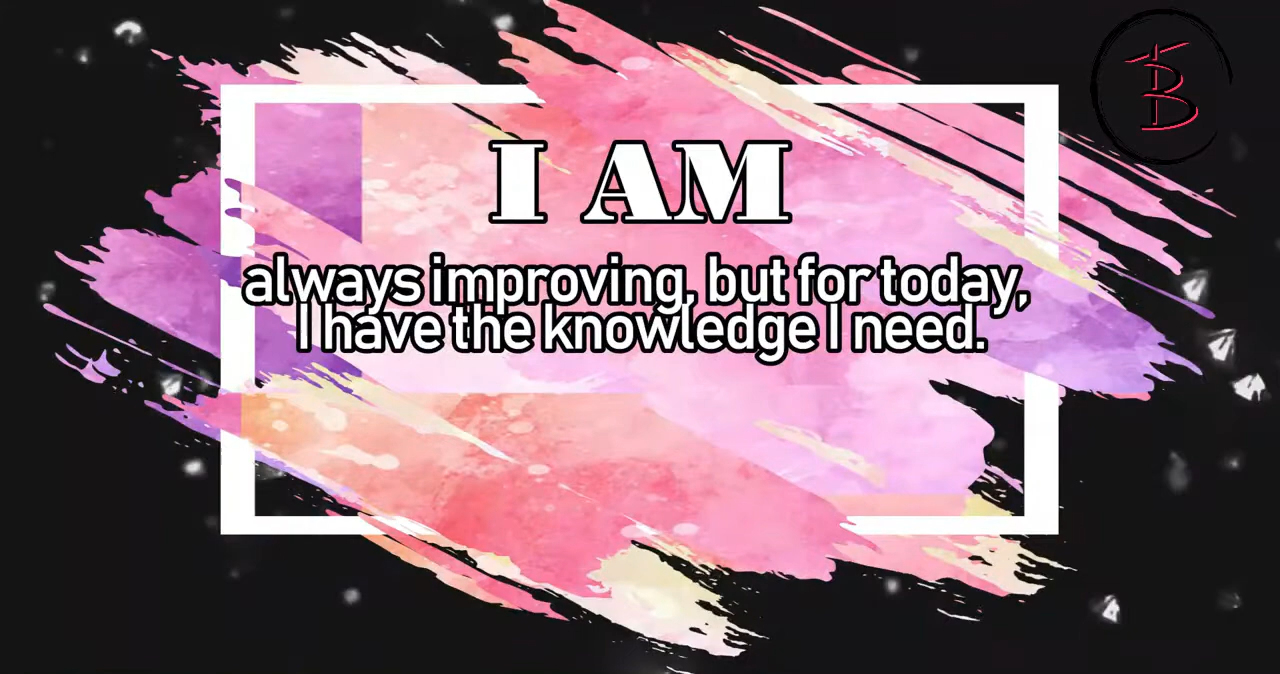 I AM
always improving, but for today,
I have the knowledge I need.